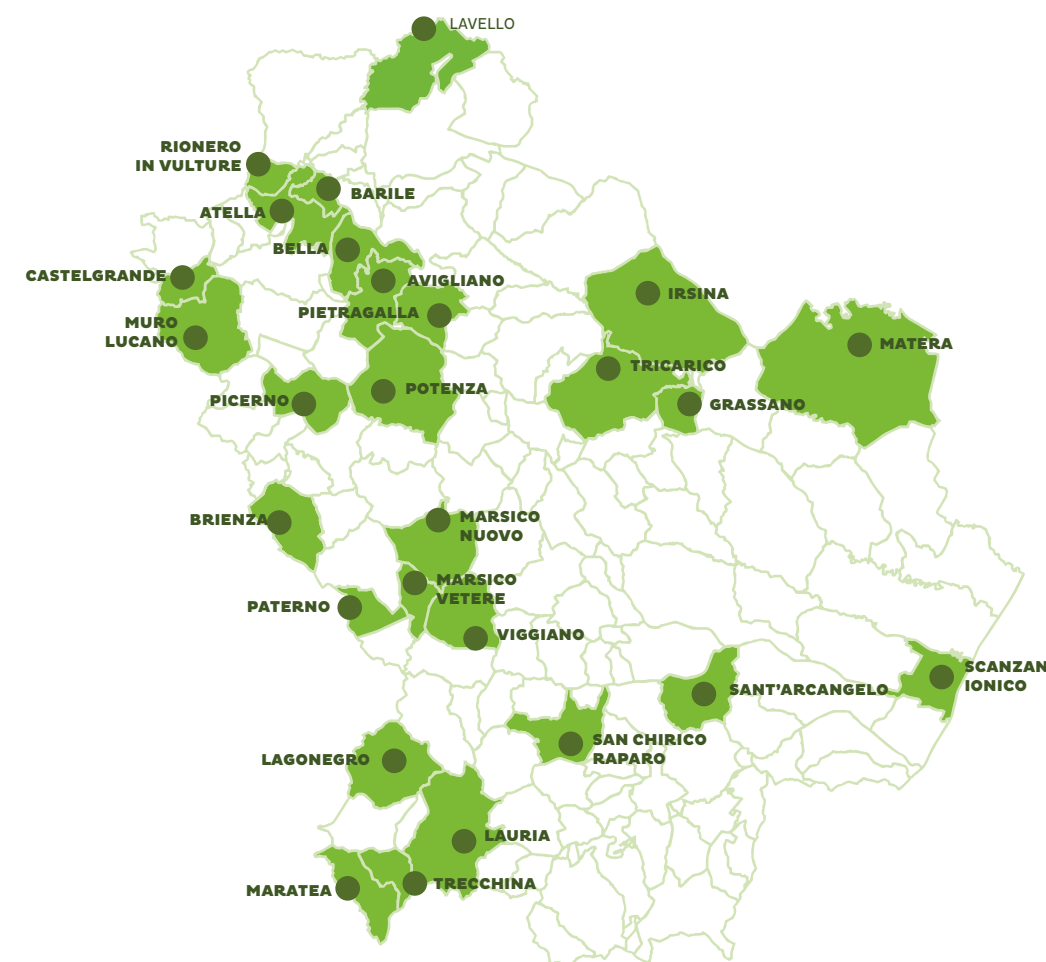 LAVELLO
RIONERO
IN VULTURE
BARILE
ATELLA
BELLA
CASTELGRANDE
AVIGLIANO
IRSINA
PIETRAGALLA
MURO
LUCANO
MATERA
TRICARICO
POTENZA
PICERNO
GRASSANO
BRIENZA
MARSICO
NUOVO
MARSICO
VETERE
PATERNO
VIGGIANO
SCANZAN
IONICO
SANT'ARCANGELO
SAN CHIRICO
RAPARO
LAGONEGRO
LAURIA
TRECCHINA
MARATEA